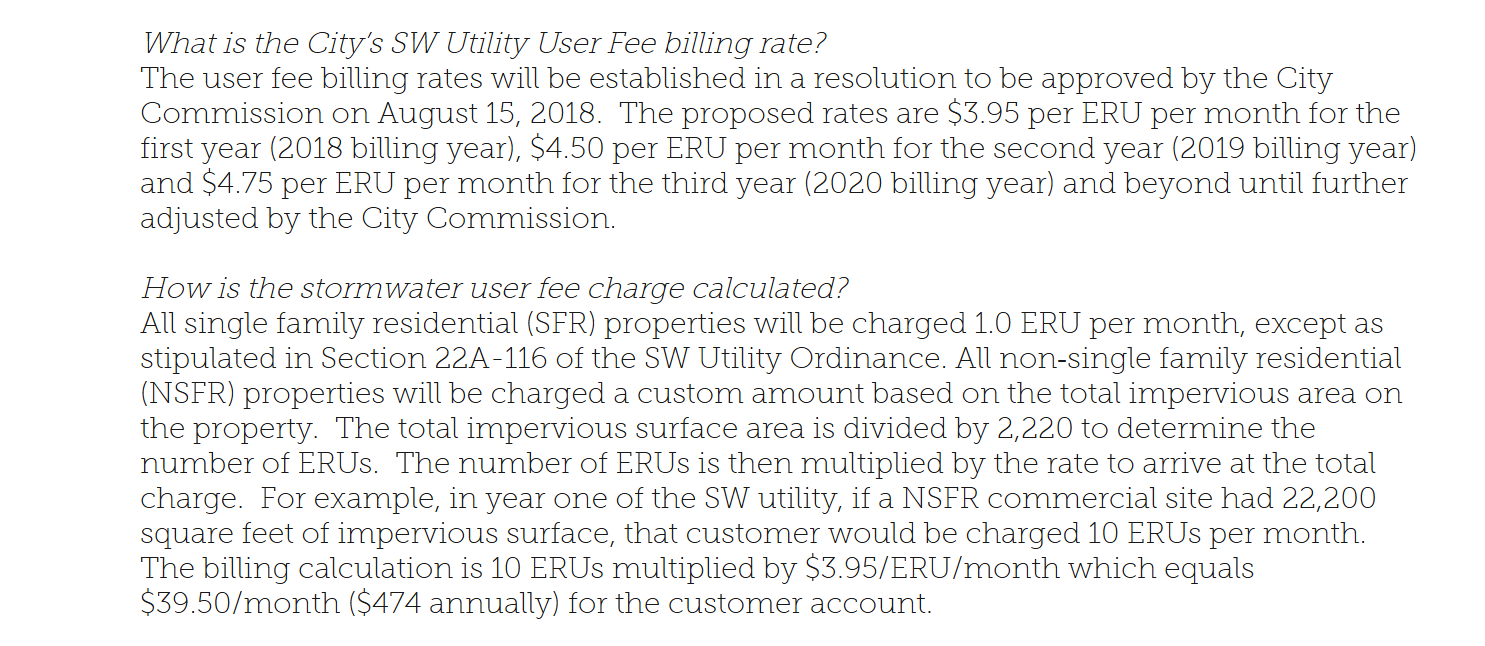 What is the City's SW Utility User Fee billing rate?
The user fee billing rates will be established in a resolution to be approved by the City
Commission on August 15, 2018.  The proposed rates are $3.95 per ERU per month for the
first year (2018 billing year), $4.50 per ERU per month for the second year (2019 billing year)
and $4.75 per ERU per month for the third year (2020 billing year) and beyond until further
adjusted by the City Commission.
How is the stormwater user fee charge calculated?
All single family residential (SFR) properties will be charged 1.0 ERU per month, except as
stipulated in Section 22A-116 of the SW Utility Ordinance. All non-single family residential
(NSFR) properties will be charged a custom amount based on the total impervious area on
the property.  The total impervious surface area is divided by 2,220 to determine the
number of ERUs.  The number of ERUs is then multiplied by the rate to arrive at the total
charge.  For example, in year one of the SW utility, if a NSFR commercial site had 22,200
square feet of impervious surface, that customer would be charged 10 ERUs per month.
The billing calculation is 10 ERUs multiplied by $3.95/ERU/month which equals
$39.50/month ($474 annually) for the customer account.